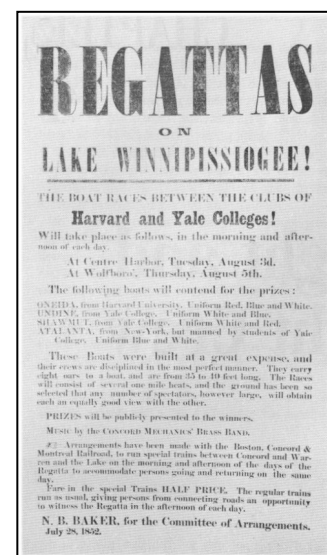 REGATTAS
ON
LAKE WINNIPISSIOGEE!
THE BOAT RACES BETWEEN THE CLUBS OF
Harvard and Yale Colleges!
Will take place as follows, in the morning and after-
noon of each day.
At Centre Harbor, Tuesday, August 3d.
At Wolfboro', Thursday, August 5th.
The following boats will contend for the prizes:
ONEIDA, from Harvard University. Uniform Red, Blue and White.
UNDINE, from Yale College. Uniform White and Blue.
SHAWMUT, from Yale College. Uniform White and Red.
ATALANTA, from New-York, but manned by students of Yale
College. Uniform Blue and White.
These Boats were built at a great expense, and
their crews are disciplined in the most perfect manner. They carry
eight oars to a boat, and are from 35 to 40 feet long. The Races
will consist of several one mile heats, and the ground has been so
selected that any number of spectators, however large, will obtain
each an equally good view with the other.
PRIZES will be publicly presented to the winners.
MUSIC by the CONCORD MECHANICS' BRASS BAND.
Arrangements have been made with the Boston, Concord &
Montreal Railroad, to run special trains between Concord and War-
ren and the Lake on the morning and afternoon of the days of the
Regatta to accommodate persons going and returning on the same
day.
Fare in the special Trains HALF PRICE. The regular trains
run as usual, giving persons from connecting roads an opportunity
to witness the Regatta in the afternoon of each day.
N. B. BAKER, for the Committee of Arrangements.
July 28, 1852.